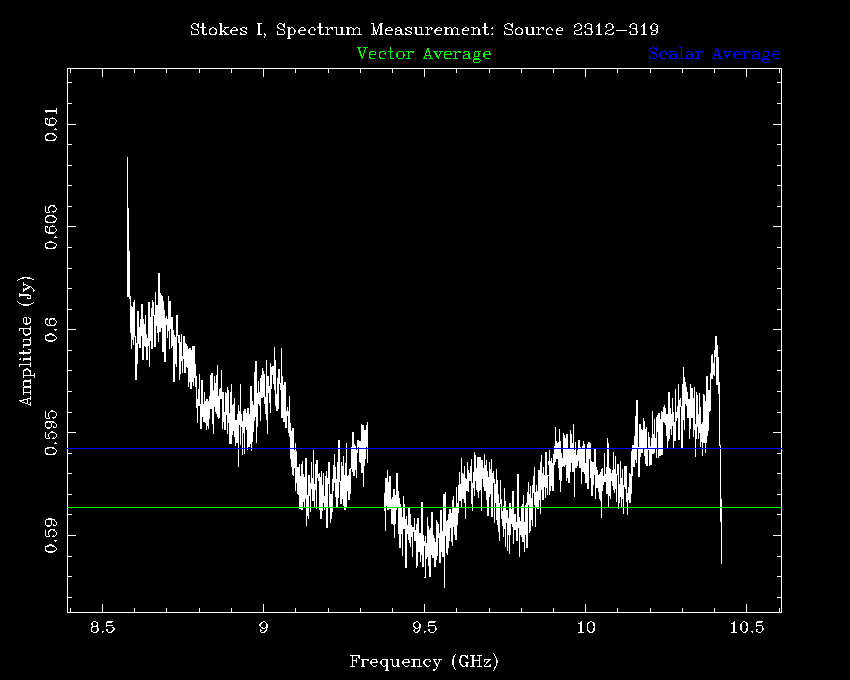 Stokes I, Spectrum Measurement: Source 2312−319
Vector Average
Scalar Average
0.61
0.605
0.6
0.595
0.59
Amplitude (Jy)
8.5
9
9.5
10
10.5
Frequency (GHz)